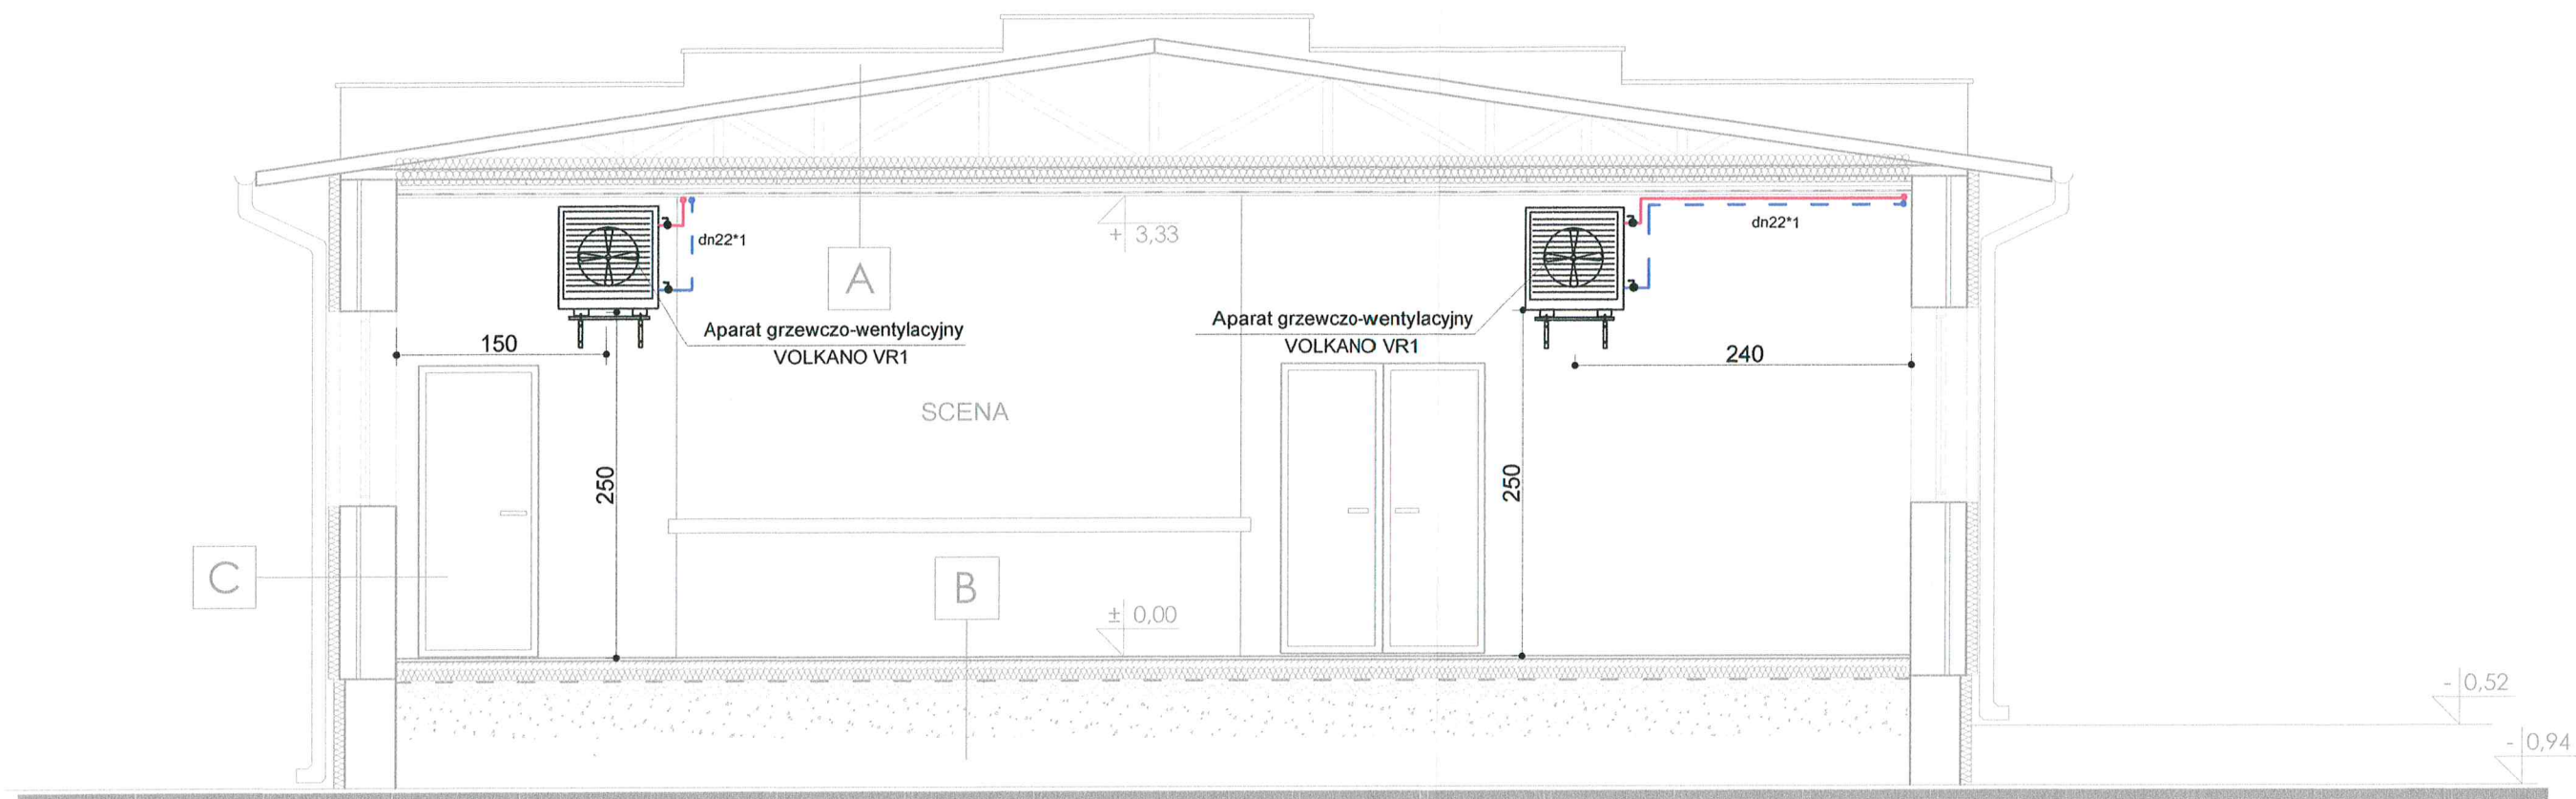 dn22*1
dn22*1
+ 3,33
A
Aparat grzewczo-wentylacyjny
VOLKANO VR1
Aparat grzewczo-wentylacyjny
VOLKANO VR1
150
240
SCENA
250
250
C
B
± 0,00
- 0,52
- 0,94